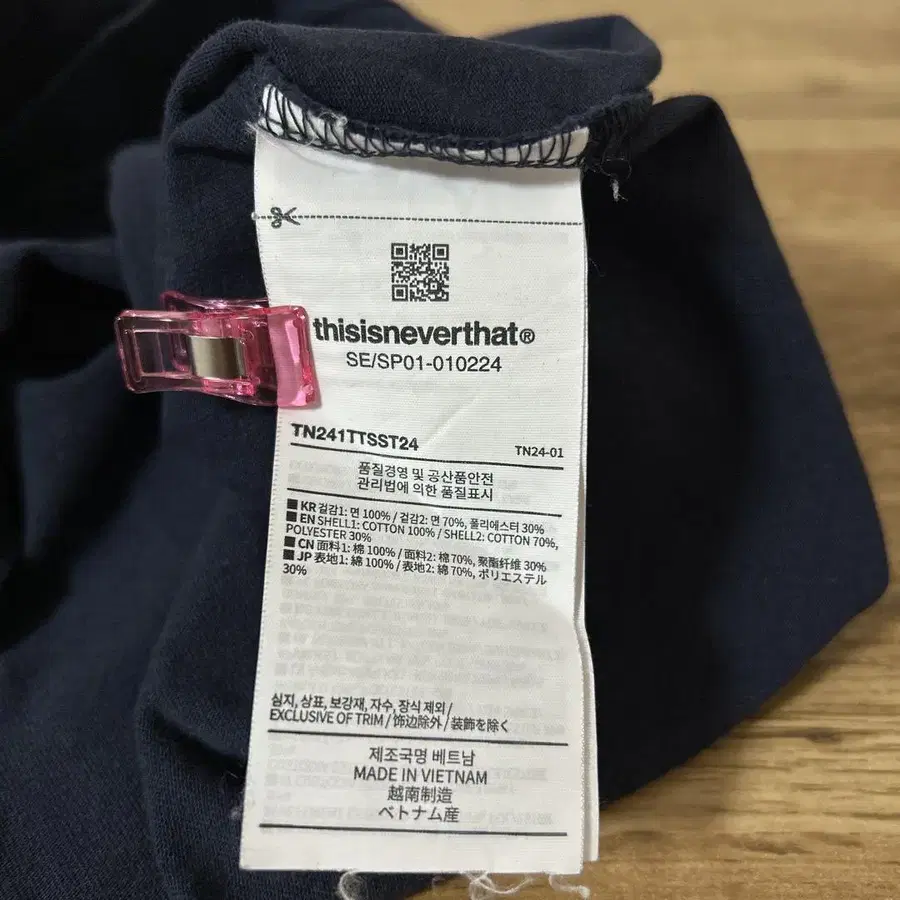 thisisneverthat®
SE/SP01-010224
TN241TTSST24 TN24-01
품질경영 및 공산품안전
관리법에 의한 품질표시
KR 겉감1: 면 100% / 겉감2: 면 70%, 폴리에스터 30%
EN SHELL1: COTTON 100% / SHELL2: COTTON 70%,
POLYESTER 30%
CN 面料1: 棉 100% / 面料2: 棉 70%, 聚酯纤维 30%
JP 表地1: 綿 100% / 表地2: 綿 70%, ポリエステル
30%
심지, 상표, 보강재, 자수, 장식 제외 /
EXCLUSIVE OF TRIM / 饰边除外 / 装飾を除く
제조국명 베트남
MADE IN VIETNAM
越南制造
ベトナム産